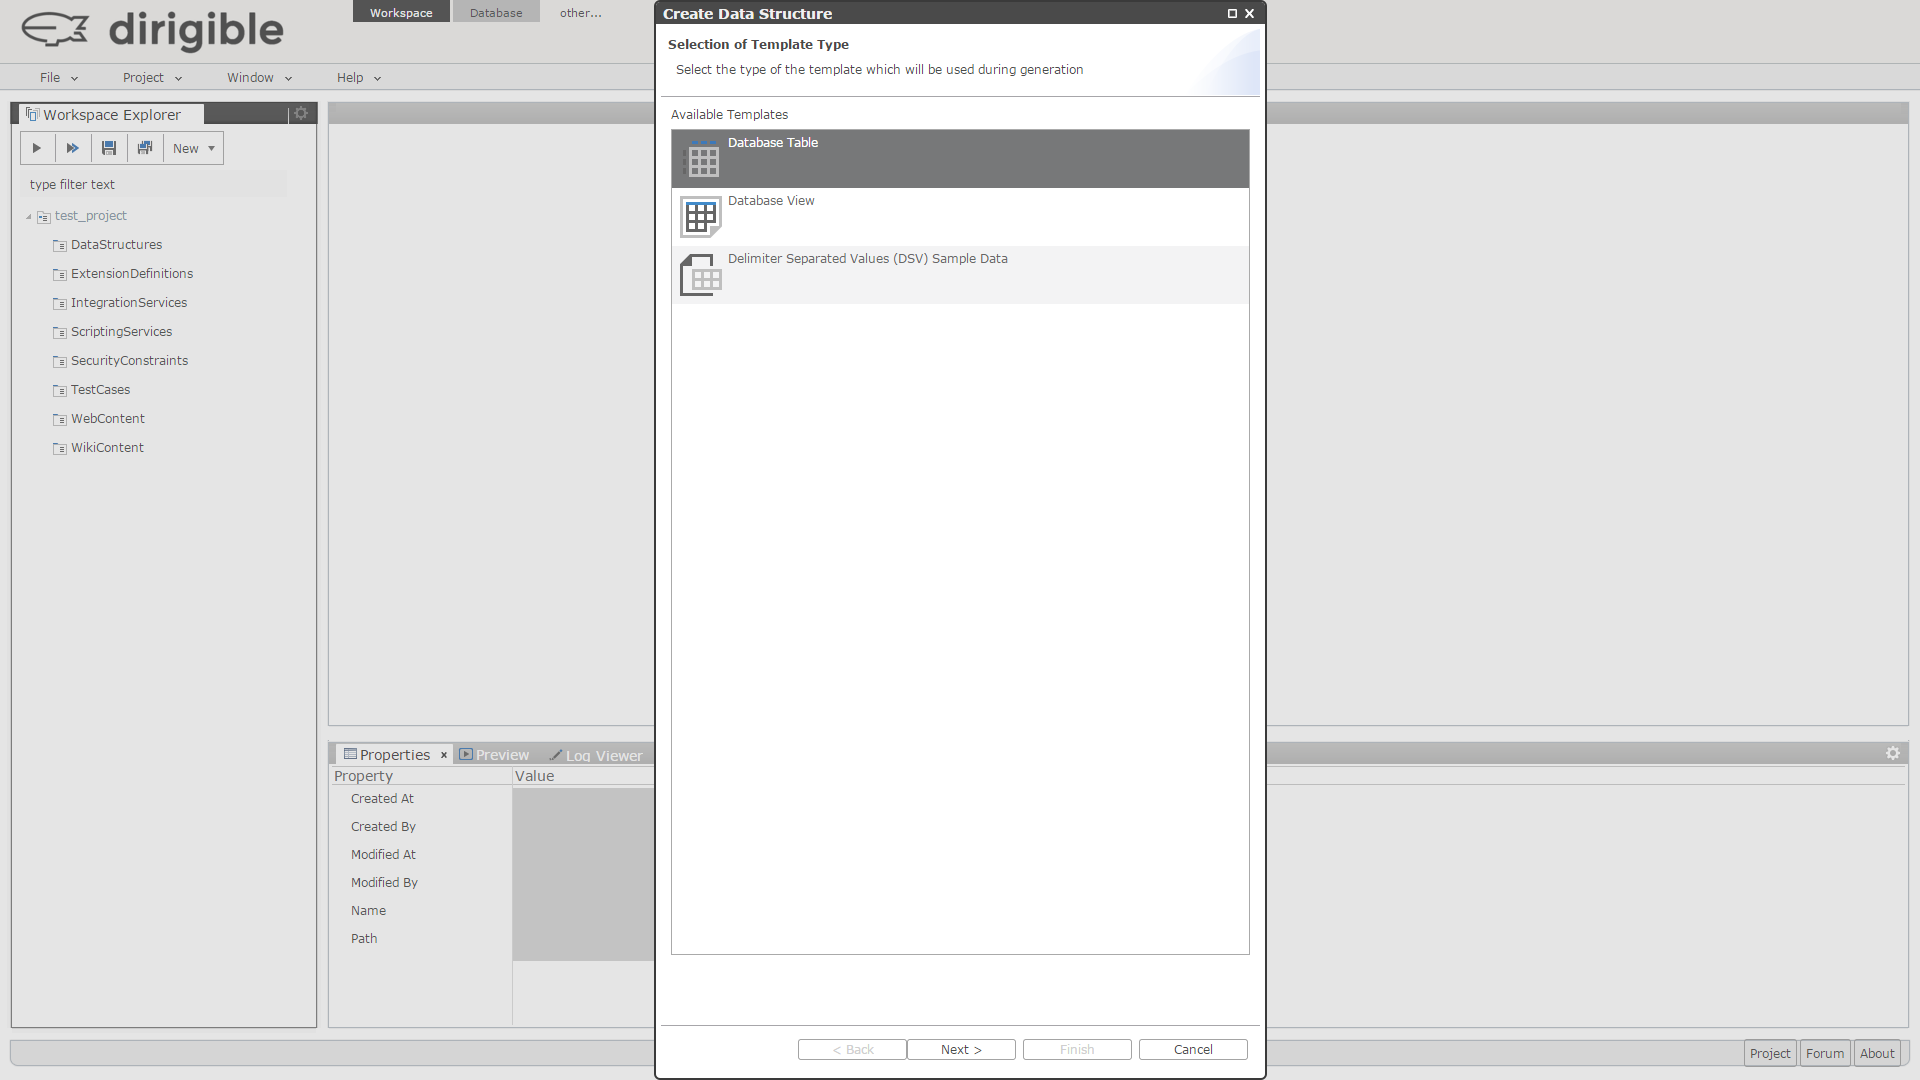 dirigible
Workspace
Database
other...
File
Project
Window
Help
Workspace Explorer
New
type filter text
test_project
DataStructures
ExtensionDefinitions
IntegrationServices
ScriptingServices
SecurityConstraints
TestCases
WebContent
WikiContent
Create Data Structure
Selection of Template Type
Select the type of the template which will be used during generation
Available Templates
Database Table
Database View
Delimiter Separated Values (DSV) Sample Data
Properties
Preview
Log Viewer
Property
Value
Created At
Created By
Modified At
Modified By
Name
Path
< Back
Next >
Finish
Cancel
Project
Forum
About